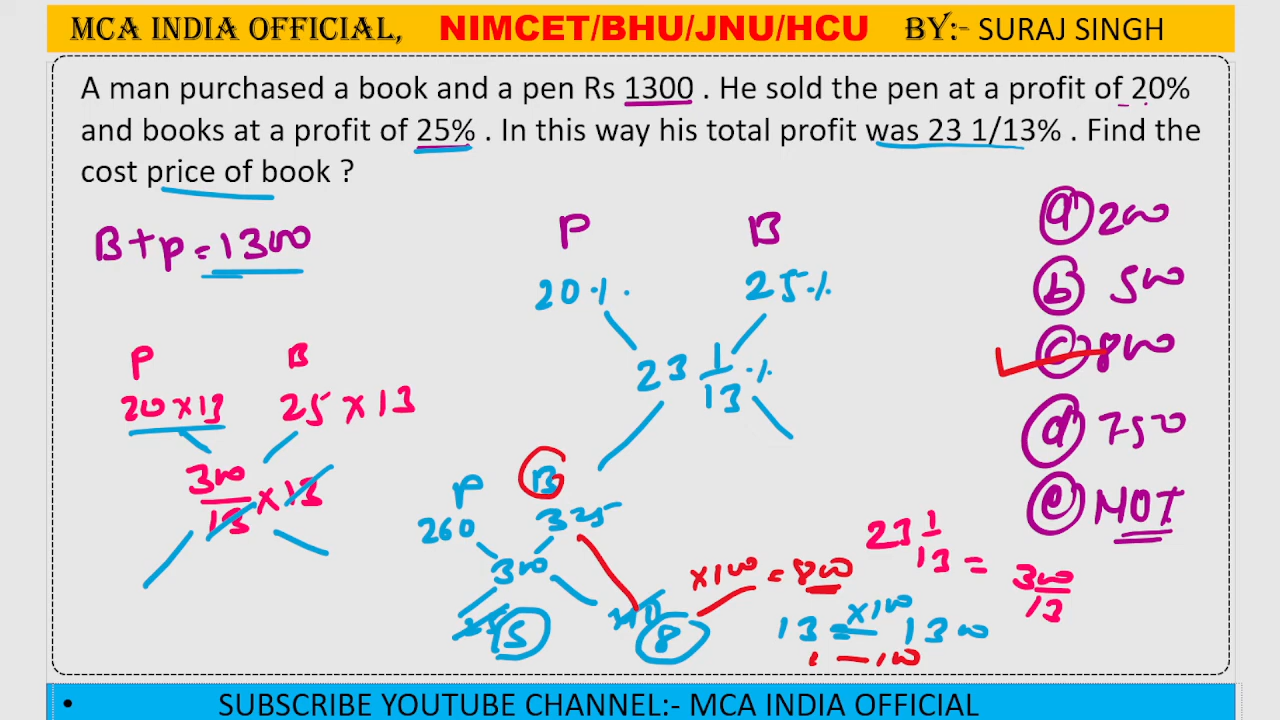 MCA INDIA OFFICIAL, NIMCET/BHU/JNU/HCU BY:- SURAJ SINGH
A man purchased a book and a pen Rs 1300 . He sold the pen at a profit of 20%
and books at a profit of 25% . In this way his total profit was 23 1/13% . Find the
cost price of book ?
B+p=1300
P B
20% 25%
23 1/13 %
a 200
b 500
c 800
d 750
e NOT
P B
20×13 25×13
300/13 ×13
P B
260 325
300
5 8
×100 = 800
23 1/13 = 300/13
×100
13 = 1300
1 — 100
• SUBSCRIBE YOUTUBE CHANNEL:- MCA INDIA OFFICIAL